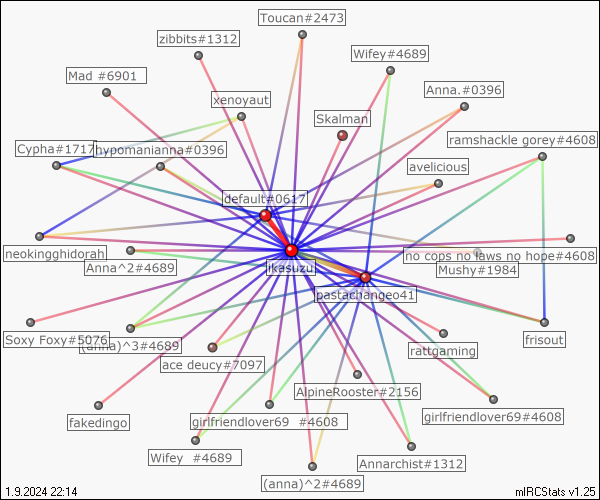 Toucan#2473
zibbits#1312
Wifey#4689
Mad #6901
Anna.#0396
xenoyaut
Skalman
ramshackle gorey#4608
Cypha#1717
hypomanianna#0396
avelicious
default#0617
neokingghidorah
no cops no laws no hope#4608
Anna^2#4689
ikasuzu
Mushy#1984
pastachangeo41
Soxy Foxy#5076
(anna)^3#4689
rattgaming
frisout
ace deucy#7097
AlpineRooster#2156
fakedingo
girlfriendlover69 #4608
girlfriendlover69#4608
Wifey #4689
Annarchist#1312
(anna)^2#4689
1.9.2024 22:14
mIRCStats v1.25